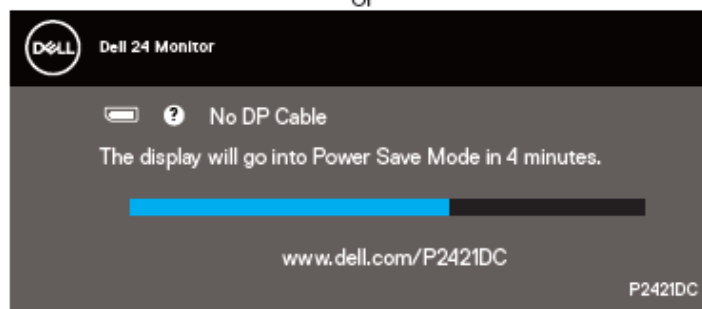 or
DELL
Dell 24 Monitor
? No DP Cable
The display will go into Power Save Mode in 4 minutes.
www.dell.com/P2421DC
P2421DC